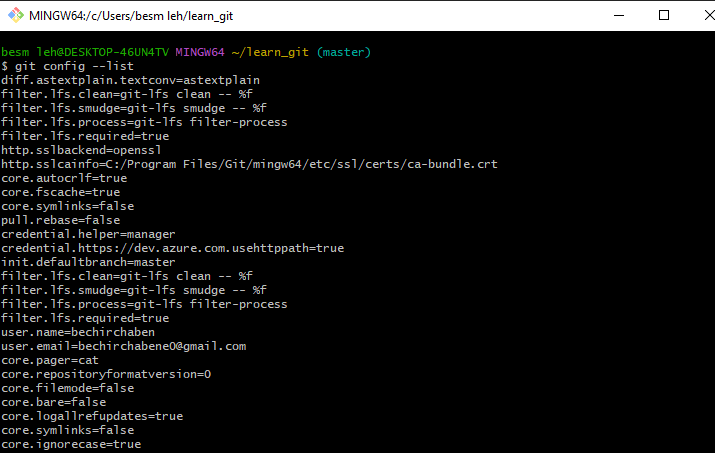 MINGW64:/c/Users/besm leh/learn_git
besm leh@DESKTOP-46UN4TV MINGW64 ~/learn_git (master)
$ git config --list
diff.astextplain.textconv=astextplain
filter.lfs.clean=git-lfs clean -- %f
filter.lfs.smudge=git-lfs smudge -- %f
filter.lfs.process=git-lfs filter-process
filter.lfs.required=true
http.sslbackend=openssl
http.sslcainfo=C:/Program Files/Git/mingw64/etc/ssl/certs/ca-bundle.crt
core.autocrlf=true
core.fscache=true
core.symlinks=false
pull.rebase=false
credential.helper=manager
credential.https://dev.azure.com.usehttppath=true
init.defaultbranch=master
filter.lfs.clean=git-lfs clean -- %f
filter.lfs.smudge=git-lfs smudge -- %f
filter.lfs.process=git-lfs filter-process
filter.lfs.required=true
user.name=bechirchaben
user.email=bechirchabene0@gmail.com
core.pager=cat
core.repositoryformatversion=0
core.filemode=false
core.bare=false
core.logallrefupdates=true
core.symlinks=false
core.ignorecase=true